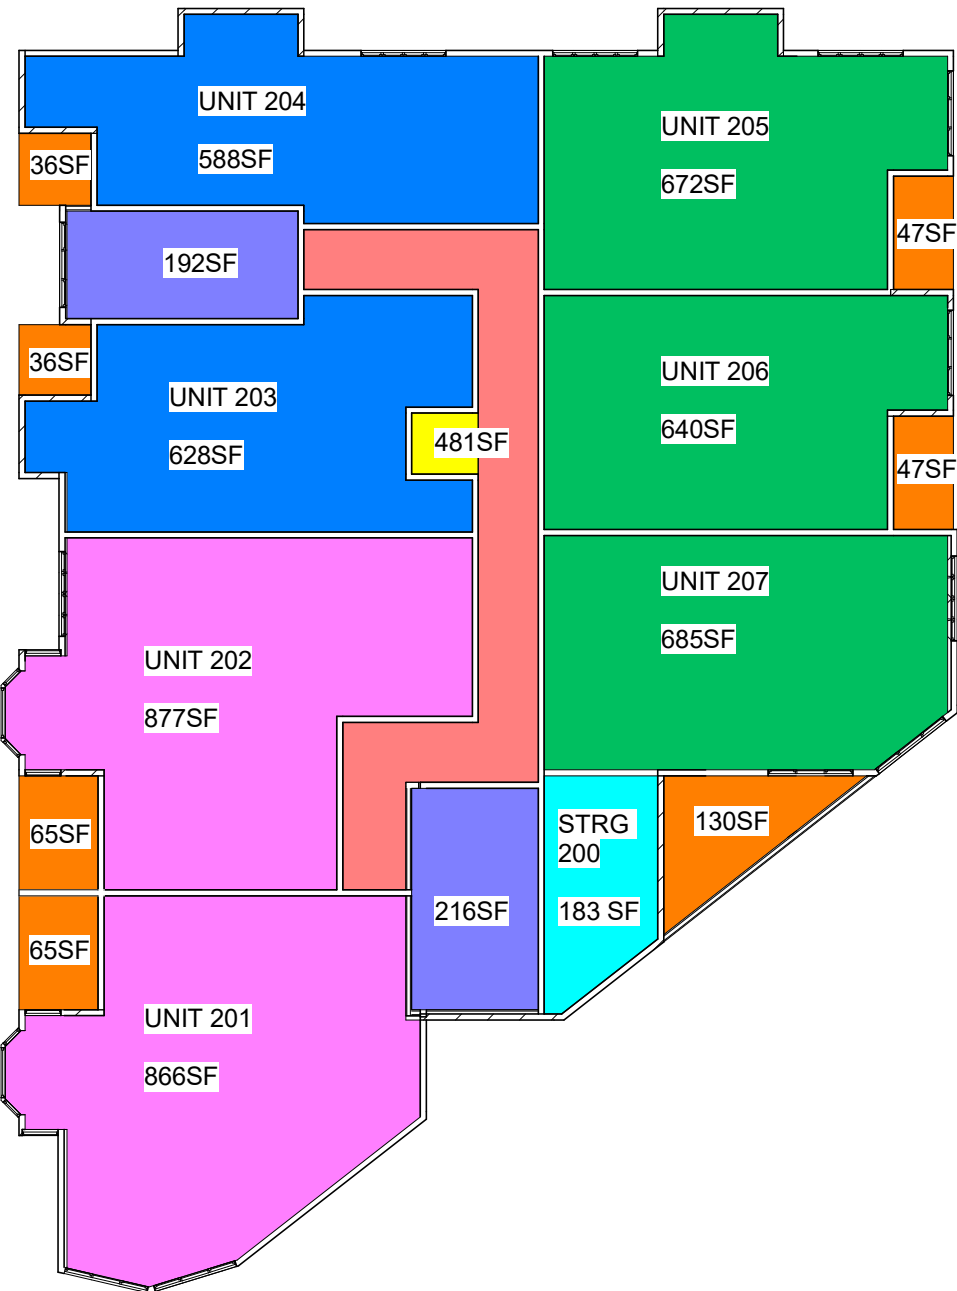 UNIT 204
588SF
UNIT 205
672SF
36SF
192SF
47SF
36SF
UNIT 203
628SF
481SF
UNIT 206
640SF
47SF
UNIT 202
877SF
UNIT 207
685SF
65SF
STRG
200
183 SF
130SF
216SF
65SF
UNIT 201
866SF